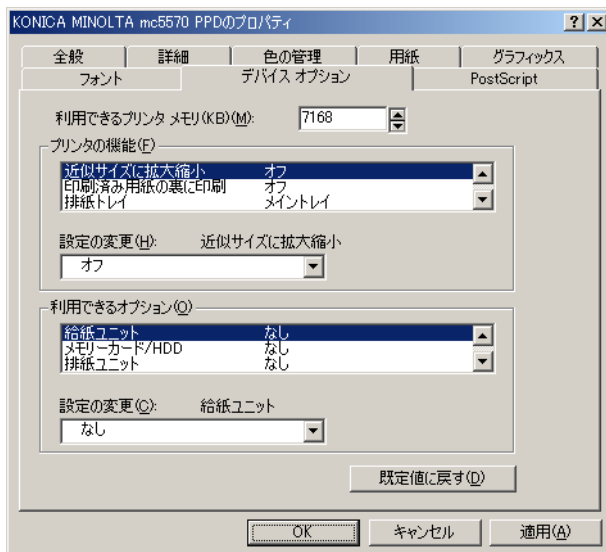 KONICA MINOLTA mc5570 PPDのプロパティ
全般 詳細 色の管理 用紙 グラフィックス
フォント デバイス オプション PostScript
利用できるプリンタ メモリ(KB)(M): 7168
プリンタの機能(F)
近似サイズに拡大縮小 オフ
印刷済み用紙の裏に印刷 オフ
排紙トレイ メイントレイ
設定の変更(H): 近似サイズに拡大縮小
オフ
利用できるオプション(O)
給紙ユニット なし
メモリーカード/HDD なし
排紙ユニット なし
設定の変更(C): 給紙ユニット
なし
既定値に戻す(D)
OK キャンセル 適用(A)